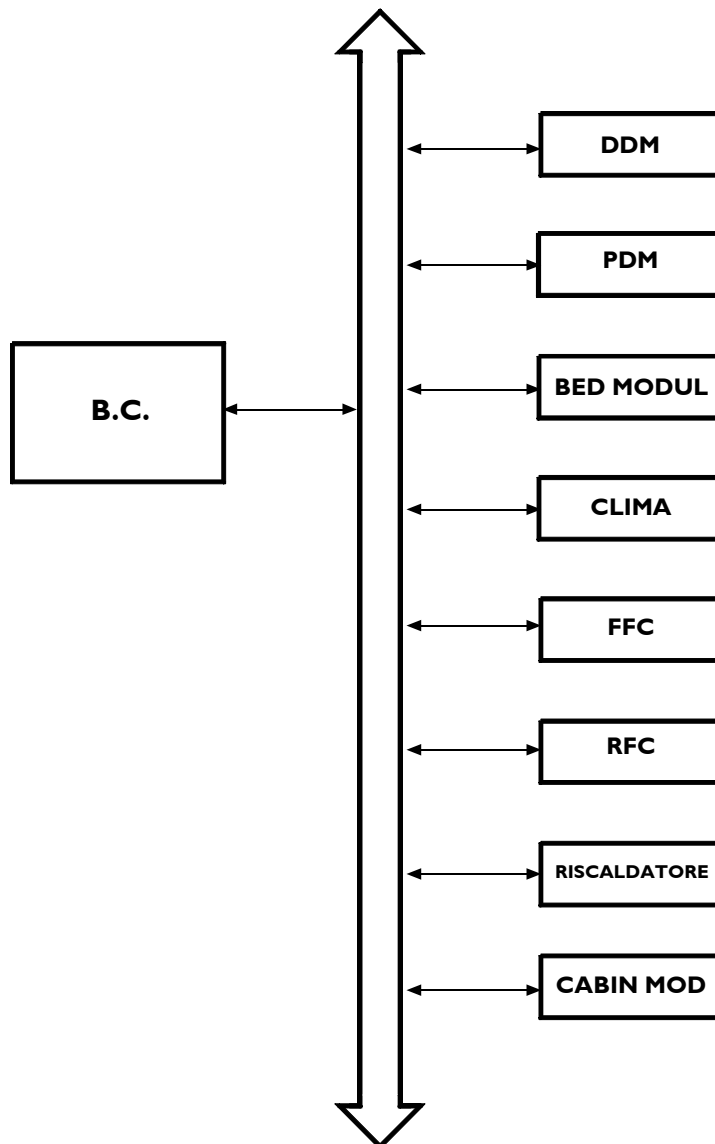 DDM
PDM
B.C.
BED MODUL
CLIMA
FFC
RFC
RISCALDATORE
CABIN MOD